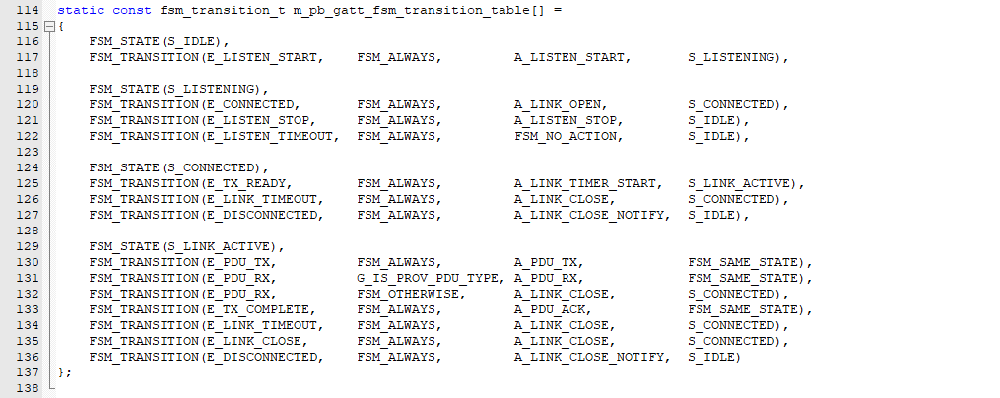 114 static const fsm_transition_t m_pb_gatt_fsm_transition_table[] =
115 {
116 FSM_STATE(S_IDLE),
117 FSM_TRANSITION(E_LISTEN_START, FSM_ALWAYS, A_LISTEN_START, S_LISTENING),
118
119 FSM_STATE(S_LISTENING),
120 FSM_TRANSITION(E_CONNECTED, FSM_ALWAYS, A_LINK_OPEN, S_CONNECTED),
121 FSM_TRANSITION(E_LISTEN_STOP, FSM_ALWAYS, A_LISTEN_STOP, S_IDLE),
122 FSM_TRANSITION(E_LISTEN_TIMEOUT, FSM_ALWAYS, FSM_NO_ACTION, S_IDLE),
123
124 FSM_STATE(S_CONNECTED),
125 FSM_TRANSITION(E_TX_READY, FSM_ALWAYS, A_LINK_TIMER_START, S_LINK_ACTIVE),
126 FSM_TRANSITION(E_LINK_TIMEOUT, FSM_ALWAYS, A_LINK_CLOSE, S_CONNECTED),
127 FSM_TRANSITION(E_DISCONNECTED, FSM_ALWAYS, A_LINK_CLOSE_NOTIFY, S_IDLE),
128
129 FSM_STATE(S_LINK_ACTIVE),
130 FSM_TRANSITION(E_PDU_TX, FSM_ALWAYS, A_PDU_TX, FSM_SAME_STATE),
131 FSM_TRANSITION(E_PDU_RX, G_IS_PROV_PDU_TYPE, A_PDU_RX, FSM_SAME_STATE),
132 FSM_TRANSITION(E_PDU_RX, FSM_OTHERWISE, A_LINK_CLOSE, S_CONNECTED),
133 FSM_TRANSITION(E_TX_COMPLETE, FSM_ALWAYS, A_PDU_ACK, FSM_SAME_STATE),
134 FSM_TRANSITION(E_LINK_TIMEOUT, FSM_ALWAYS, A_LINK_CLOSE, S_CONNECTED),
135 FSM_TRANSITION(E_LINK_CLOSE, FSM_ALWAYS, A_LINK_CLOSE, S_CONNECTED),
136 FSM_TRANSITION(E_DISCONNECTED, FSM_ALWAYS, A_LINK_CLOSE_NOTIFY, S_IDLE)
137 };
138